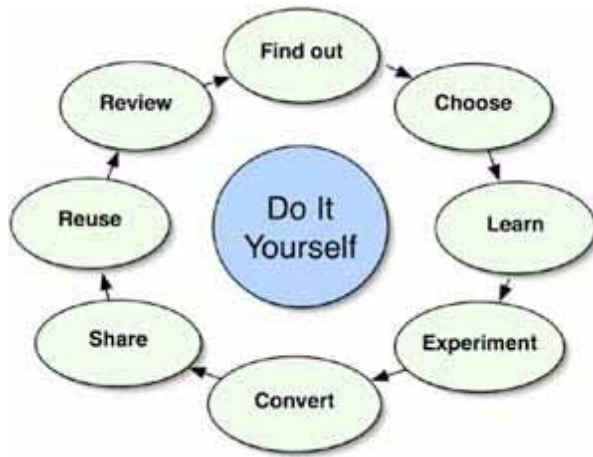 Find out
Choose
Learn
Experiment
Convert
Share
Reuse
Review
Do It
Yourself